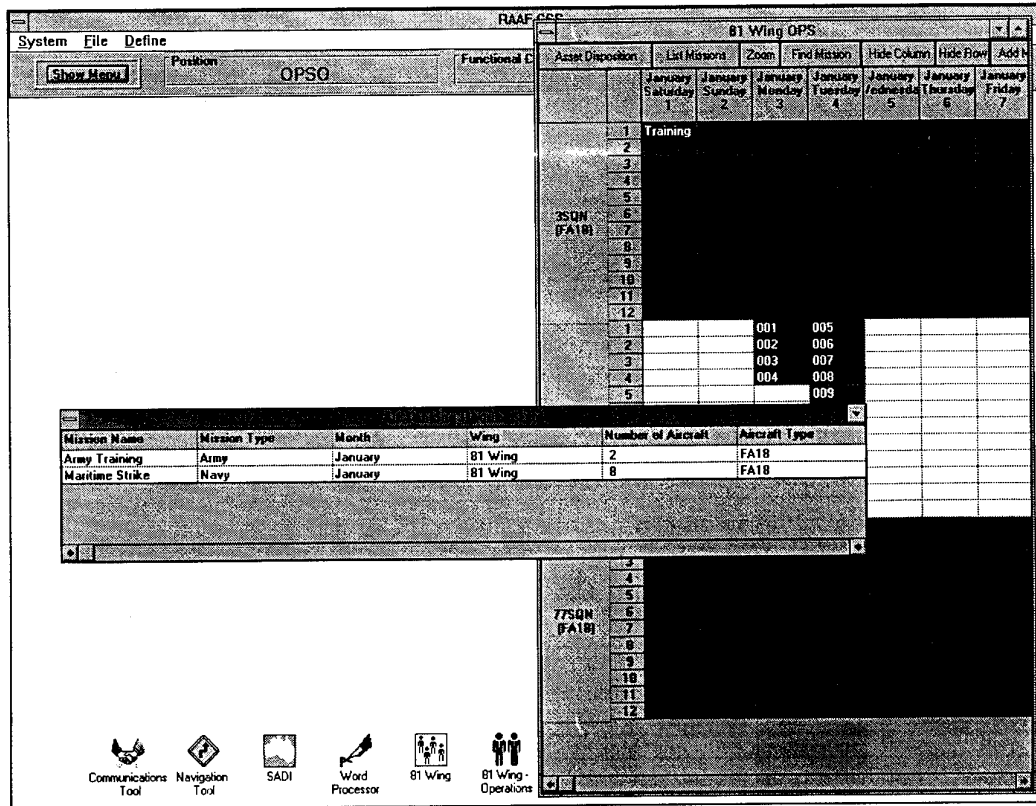 RAAF CSS
System File Define
Show Menu
Position
OPSO
Functional C
81 Wing OPS
Asset Disposition List Missions Zoom Find Mission Hide Column Hide Row Add
January Saturday 1
January Sunday 2
January Monday 3
January Tuesday 4
January /ednesda 5
January Thursday 6
January Friday 7
3SQN (FA18)
1 Training
2
3
4
5
6
7
8
9
10
11
12
1 001 005
2 002 006
3 003 007
4 004 008
5 009
Mission Name Mission Type Month Wing Number of Aircraft Aircraft Type
Army Training Army January 81 Wing 2 FA18
Maritime Strike Navy January 81 Wing 8 FA18
77SQN (FA18)
3
4
5
6
7
8
9
10
11
12
Communications Tool
Navigation Tool
SADI
Word Processor
81 Wing
81 Wing - Operations